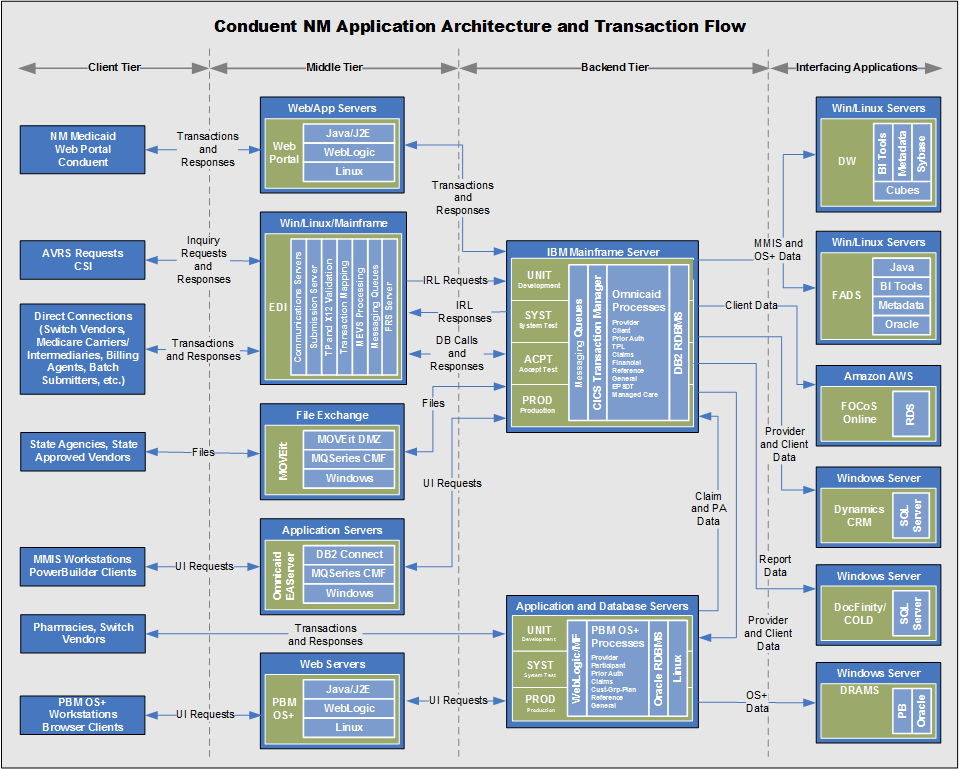 Conduent NM Application Architecture and Transaction Flow
Client Tier
Middle Tier
Backend Tier
Interfacing Applications
NM Medicaid
Web Portal
Conduent
Transactions
and
Responses
Web/App Servers
Web
Portal
Java/J2E
WebLogic
Linux
Transactions
and
Responses
AVRS Requests
CSI
Inquiry
Requests
and
Responses
Direct Connections
(Switch Vendors,
Medicare Carriers/
Intermediaries, Billing
Agents, Batch
Submitters, etc.)
Transactions
and Responses
Win/Linux/Mainframe
EDI
Communications Servers
Submission Server
TP and X12 Validation
Transaction Mapping
MEVS Processing
Messaging Queues
FRS Server
IRL Requests
IRL
Responses
DB Calls
and
Responses
State Agencies, State
Approved Vendors
Files
File Exchange
MOVEit
MOVEit DMZ
MQSeries CMF
Windows
Files
MMIS Workstations
PowerBuilder Clients
UI Requests
Application Servers
Omnicaid
EAServer
DB2 Connect
MQSeries CMF
Windows
UI Requests
Pharmacies, Switch
Vendors
Transactions
and Responses
PBM OS+
Workstations
Browser Clients
UI Requests
Web Servers
PBM
OS+
Java/J2E
WebLogic
Linux
UI Requests
IBM Mainframe Server
UNIT
Development
SYST
System Test
ACPT
Accept Test
PROD
Production
Messaging Queues
CICS Transaction Manager
Omnicaid
Processes
Provider
Client
Prior Auth
TPL
Claims
Financial
Reference
General
EPSDT
Managed Care
DB2 RDBMS
Claim
and PA
Data
Application and Database Servers
UNIT
Development
SYST
System Test
PROD
Production
WebLogic/MF
PBM OS+
Processes
Provider
Participant
Prior Auth
Claims
Cust-Grp-Plan
Reference
General
Oracle RDBMS
Linux
MMIS and
OS+ Data
Client Data
Provider
and Client
Data
Report
Data
Provider
and Client
Data
OS+
Data
Win/Linux Servers
DW
BI Tools
Metadata
Sybase
Cubes
Win/Linux Servers
FADS
Java
BI Tools
Metadata
Oracle
Amazon AWS
FOCoS
Online
RDS
Windows Server
Dynamics
CRM
SQL
Server
Windows Server
DocFinity/
COLD
SQL
Server
Windows Server
DRAMS
PB
Oracle